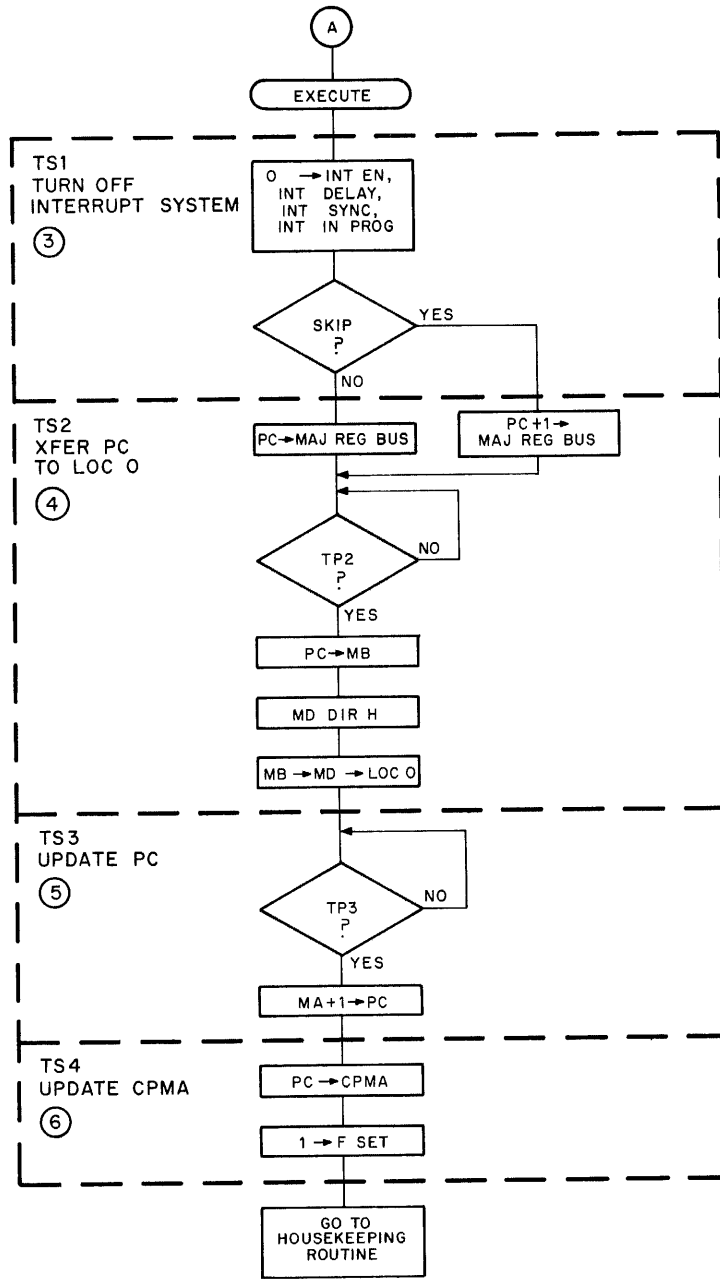 A
EXECUTE
TS1
TURN OFF
INTERRUPT SYSTEM
3
O → INT EN,
INT DELAY,
INT SYNC,
INT IN PROG
SKIP
?
YES
NO
TS2
XFER PC
TO LOC O
4
PC→MAJ REG BUS
PC+1→
MAJ REG BUS
TP2
?
NO
YES
PC→MB
MD DIR H
MB→MD→LOC O
TS3
UPDATE PC
5
TP3
?
NO
YES
MA+1→PC
TS4
UPDATE CPMA
6
PC→CPMA
1→F SET
GO TO
HOUSEKEEPING
ROUTINE